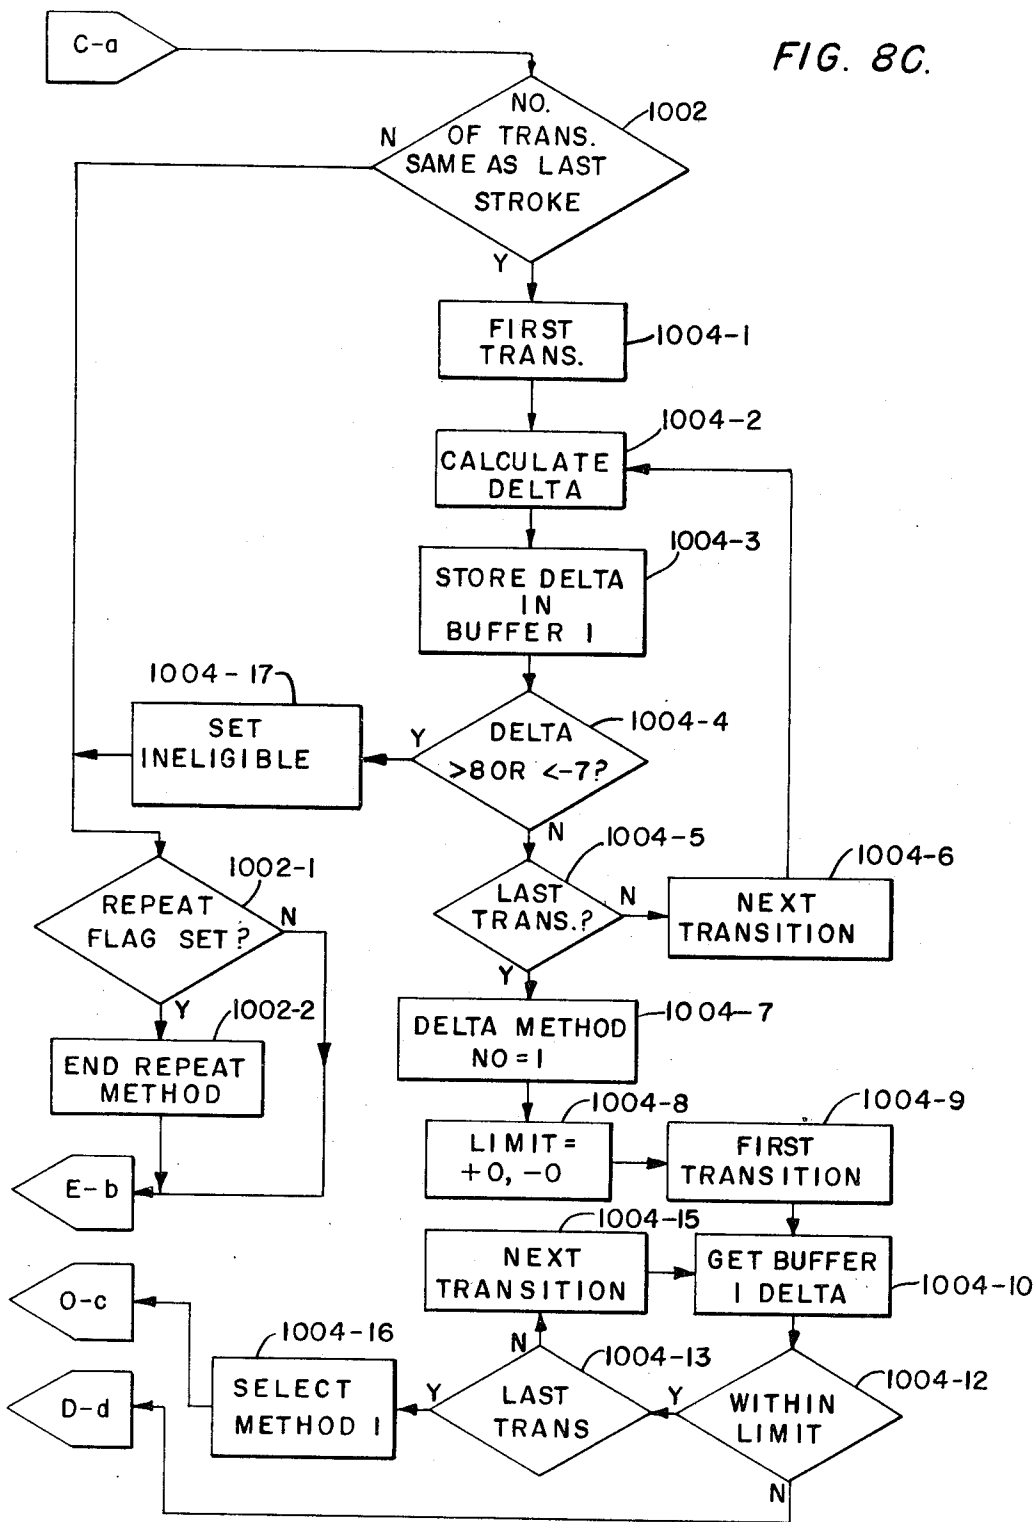 C-a
FIG. 8C.
NO.
OF TRANS.
SAME AS LAST
STROKE
1002
N
Y
FIRST
TRANS.
1004-1
1004-2
CALCULATE
DELTA
1004-3
STORE DELTA
IN
BUFFER 1
1004-17
SET
INELIGIBLE
Y
DELTA
>8 OR <-7?
1004-4
N
1004-5
LAST
TRANS.?
N
1004-6
NEXT
TRANSITION
Y
1002-1
REPEAT
FLAG SET?
N
Y
1002-2
END REPEAT
METHOD
DELTA METHOD
NO=1
1004-7
1004-8
LIMIT=
+0, -0
1004-9
FIRST
TRANSITION
E-b
1004-15
NEXT
TRANSITION
GET BUFFER
1 DELTA
1004-10
O-c
1004-16
SELECT
METHOD 1
Y
N
1004-13
LAST
TRANS
Y
1004-12
WITHIN
LIMIT
N
D-d